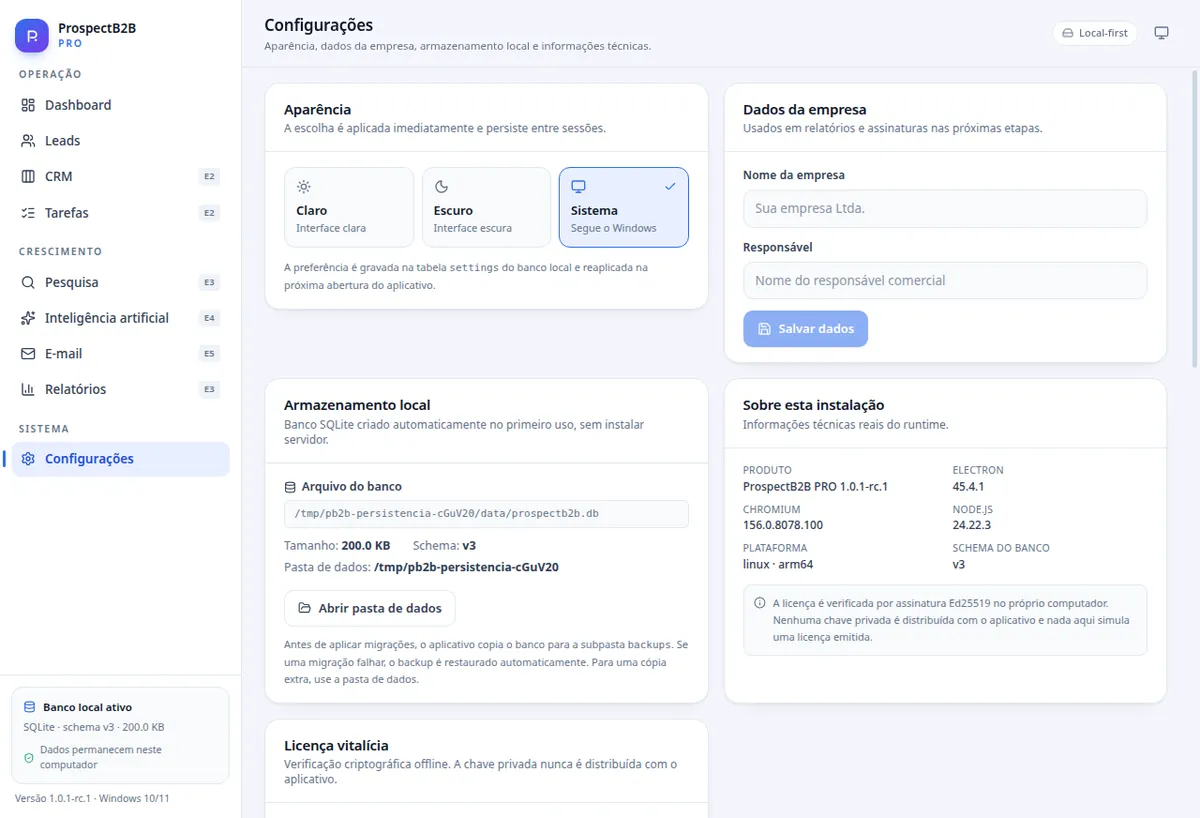 ProspectB2B
PRO
OPERAÇÃO
Dashboard
Leads
CRM E2
Tarefas E2
CRESCIMENTO
Pesquisa E3
Inteligência artificial E4
E-mail E5
Relatórios E3
SISTEMA
Configurações
Banco local ativo
SQLite · schema v3 · 200.0 KB
Dados permanecem neste
computador
Versão 1.0.1-rc.1 · Windows 10/11
Configurações
Aparência, dados da empresa, armazenamento local e informações técnicas.
Local-first
Aparência
A escolha é aplicada imediatamente e persiste entre sessões.
Claro
Interface clara
Escuro
Interface escura
Sistema
Segue o Windows
A preferência é gravada na tabela settings do banco local e reaplicada na
próxima abertura do aplicativo.
Dados da empresa
Usados em relatórios e assinaturas nas próximas etapas.
Nome da empresa
Sua empresa Ltda.
Responsável
Nome do responsável comercial
Salvar dados
Armazenamento local
Banco SQLite criado automaticamente no primeiro uso, sem instalar
servidor.
Arquivo do banco
/tmp/pb2b-persistencia-cGuV20/data/prospectb2b.db
Tamanho: 200.0 KB Schema: v3
Pasta de dados: /tmp/pb2b-persistencia-cGuV20
Abrir pasta de dados
Antes de aplicar migrações, o aplicativo copia o banco para a subpasta backups. Se
uma migração falhar, o backup é restaurado automaticamente. Para uma cópia
extra, use a pasta de dados.
Sobre esta instalação
Informações técnicas reais do runtime.
PRODUTO
ProspectB2B PRO 1.0.1-rc.1
ELECTRON
45.4.1
CHROMIUM
156.0.8078.100
NODE.JS
24.22.3
PLATAFORMA
linux · arm64
SCHEMA DO BANCO
v3
A licença é verificada por assinatura Ed25519 no próprio computador.
Nenhuma chave privada é distribuída com o aplicativo e nada aqui simula
uma licença emitida.
Licença vitalícia
Verificação criptográfica offline. A chave privada nunca é distribuída com o
aplicativo.